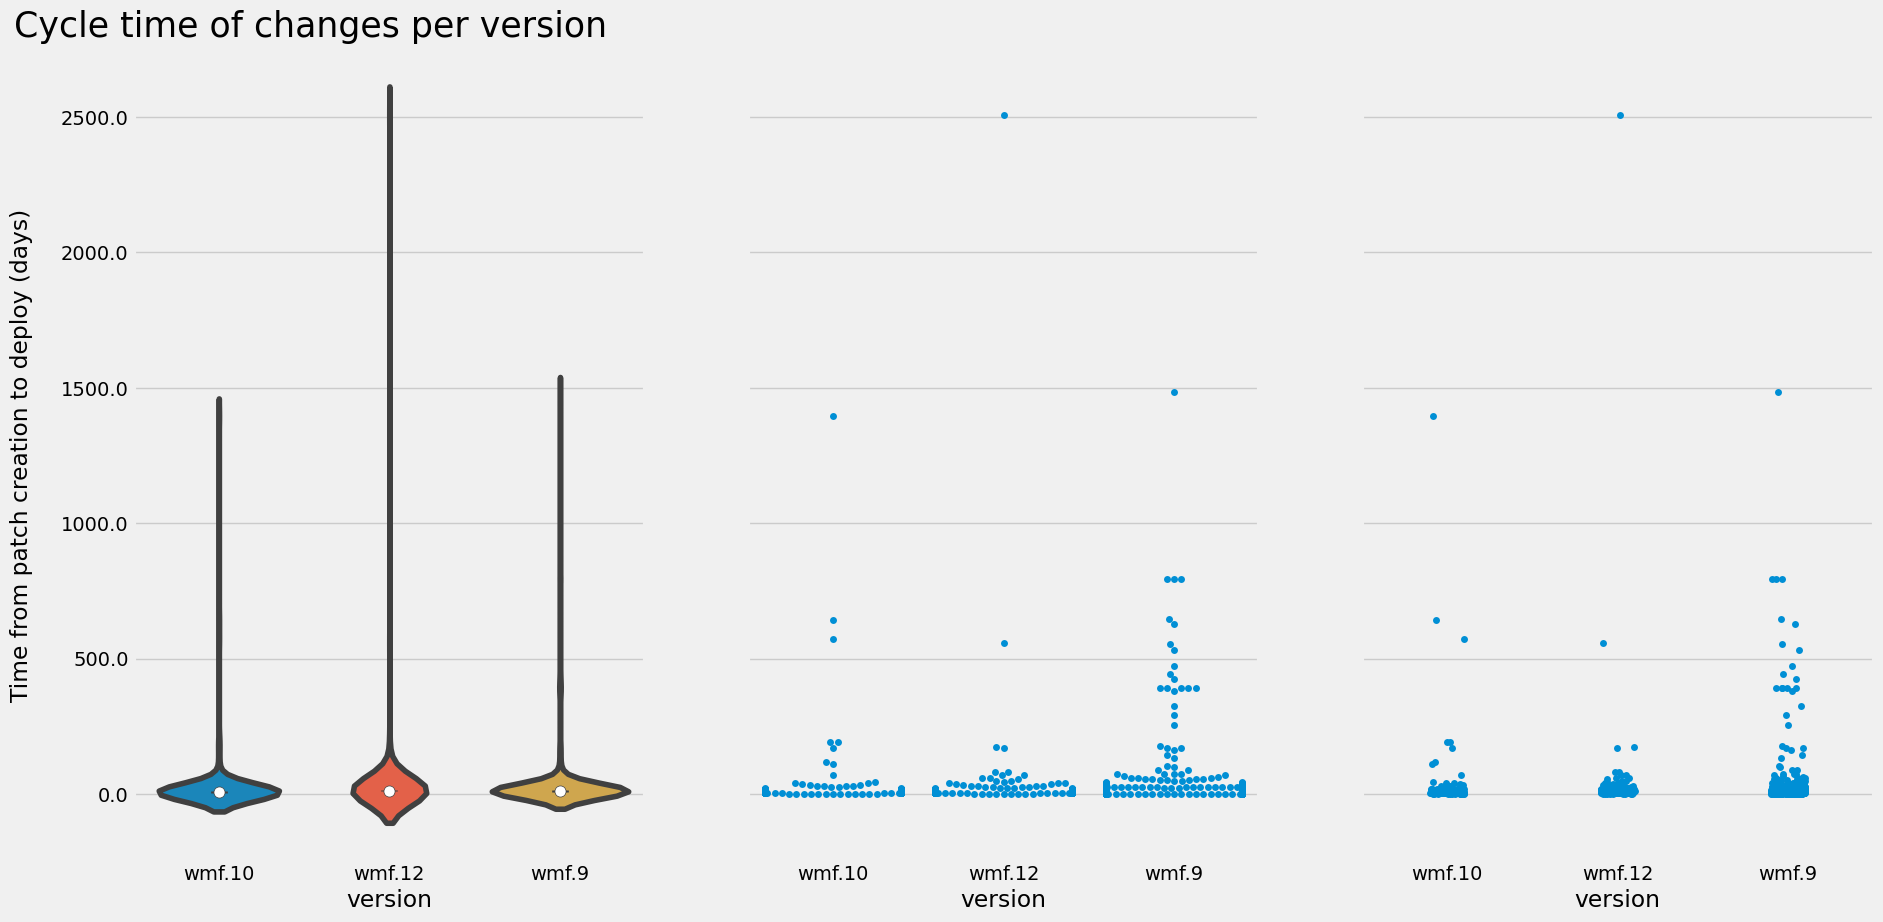 Cycle time of changes per version
Time from patch creation to deploy (days)
2500.0
2000.0
1500.0
1000.0
500.0
0.0
wmf.10 wmf.12 wmf.9
version
wmf.10 wmf.12 wmf.9
version
wmf.10 wmf.12 wmf.9
version